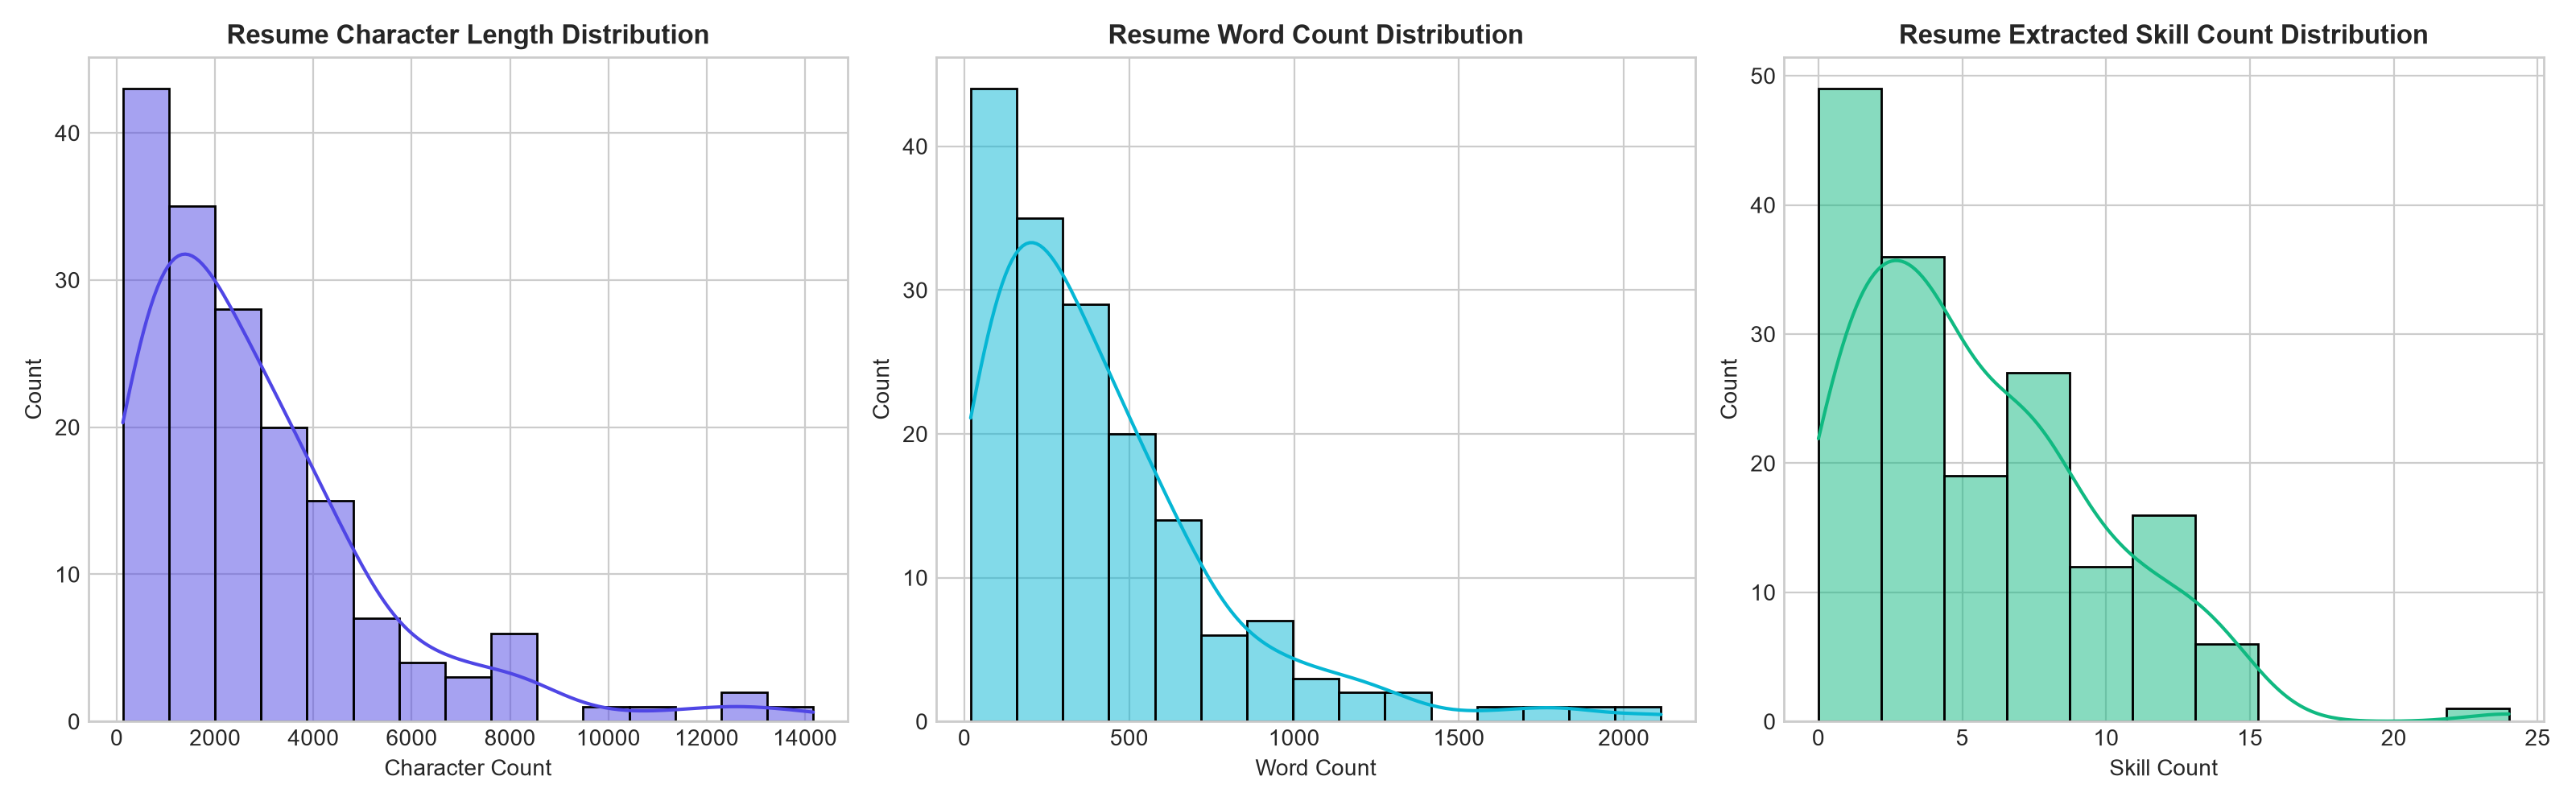 Resume Character Length Distribution
Count
40
30
20
10
0
0 2000 4000 6000 8000 10000 12000 14000
Character Count
Resume Word Count Distribution
Count
40
30
20
10
0
0 500 1000 1500 2000
Word Count
Resume Extracted Skill Count Distribution
Count
50
40
30
20
10
0
0 5 10 15 20 25
Skill Count